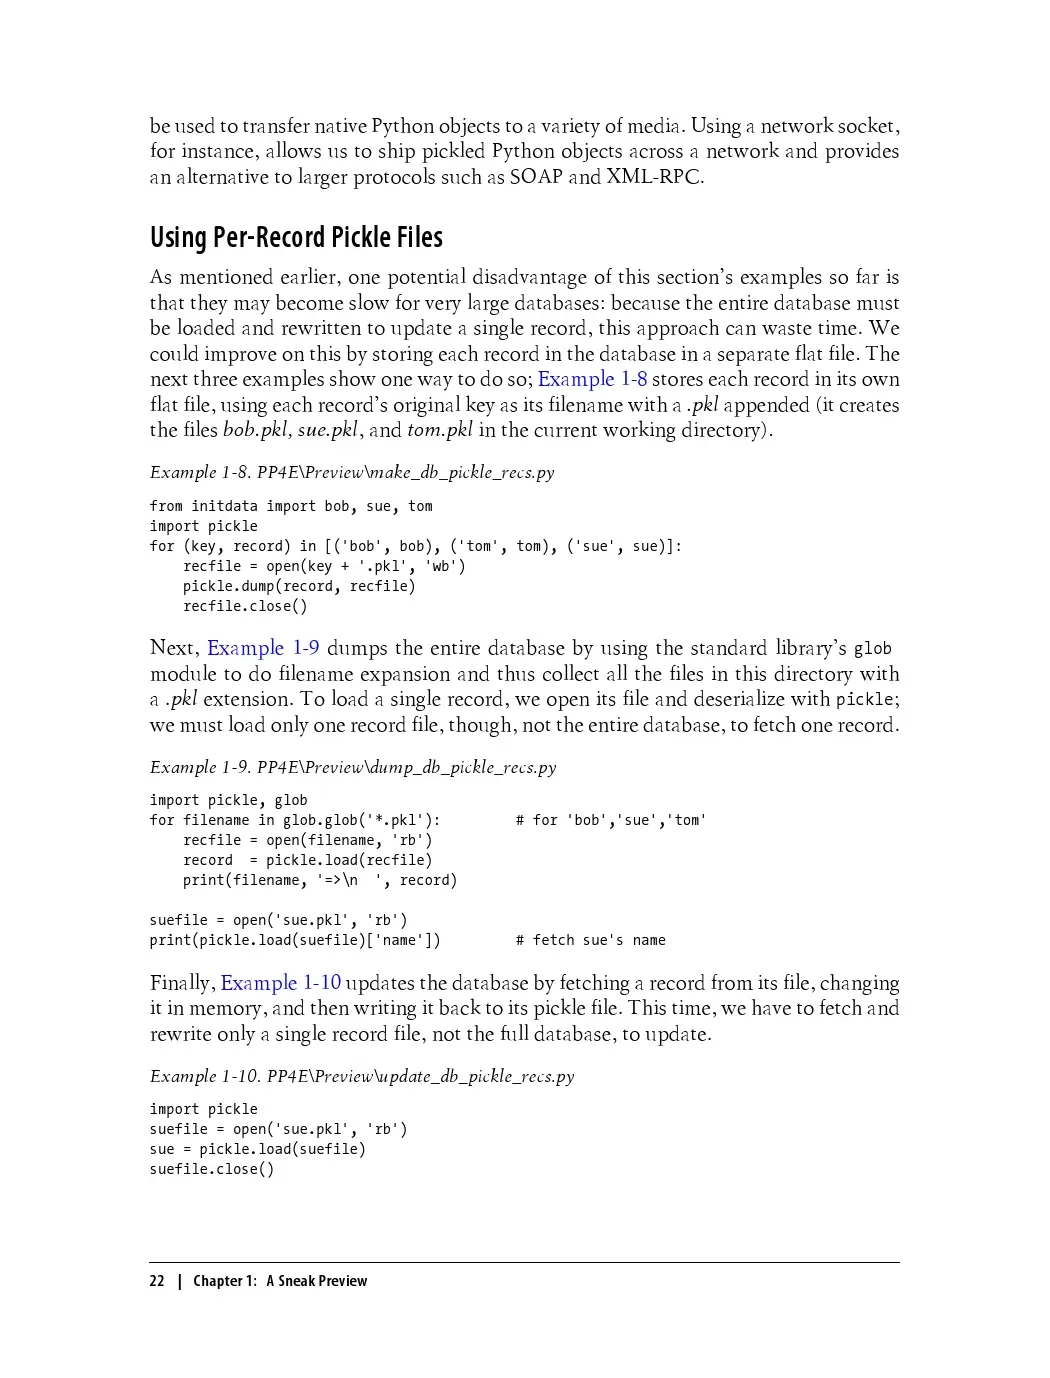 be used to transfer native Python objects to a variety of media. Using a network socket,
for instance, allows us to ship pickled Python objects across a network and provides
an alternative to larger protocols such as SOAP and XML-RPC.
Using Per-Record Pickle Files
As mentioned earlier, one potential disadvantage of this section’s examples so far is
that they may become slow for very large databases: because the entire database must
be loaded and rewritten to update a single record, this approach can waste time. We
could improve on this by storing each record in the database in a separate flat file. The
next three examples show one way to do so; Example 1-8 stores each record in its own
flat file, using each record’s original key as its filename with a .pkl appended (it creates
the files bob.pkl, sue.pkl, and tom.pkl in the current working directory).
Example 1-8. PP4E\Preview\make_db_pickle_recs.py
from initdata import bob, sue, tom
import pickle
for (key, record) in [('bob', bob), ('tom', tom), ('sue', sue)]:
    recfile = open(key + '.pkl', 'wb')
    pickle.dump(record, recfile)
    recfile.close()
Next, Example 1-9 dumps the entire database by using the standard library’s glob
module to do filename expansion and thus collect all the files in this directory with
a .pkl extension. To load a single record, we open its file and deserialize with pickle;
we must load only one record file, though, not the entire database, to fetch one record.
Example 1-9. PP4E\Preview\dump_db_pickle_recs.py
import pickle, glob
for filename in glob.glob('*.pkl'):         # for 'bob','sue','tom'
    recfile = open(filename, 'rb')
    record  = pickle.load(recfile)
    print(filename, '=>\n  ', record)
suefile = open('sue.pkl', 'rb')
print(pickle.load(suefile)['name'])         # fetch sue's name
Finally, Example 1-10 updates the database by fetching a record from its file, changing
it in memory, and then writing it back to its pickle file. This time, we have to fetch and
rewrite only a single record file, not the full database, to update.
Example 1-10. PP4E\Preview\update_db_pickle_recs.py
import pickle
suefile = open('sue.pkl', 'rb')
sue = pickle.load(suefile)
suefile.close()
22 | Chapter 1: A Sneak Preview